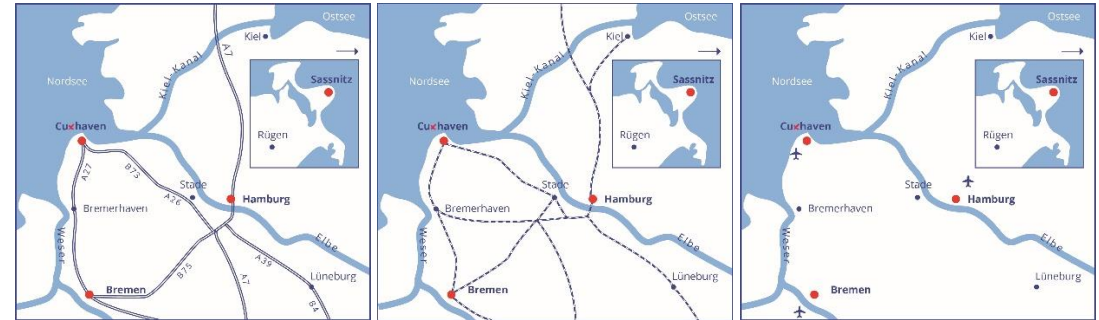 Ostsee
A7
Kiel
Kiel-Kanal
Nordsee
Sassnitz
Cuxhaven
Rügen
A27
B73
Stade
A26
Hamburg
Bremerhaven
Weser
Elbe
A39
B75
A7
Lüneburg
Bremen
B4
Ostsee
Kiel
Kiel-Kanal
Nordsee
Sassnitz
Cuxhaven
Rügen
Stade
Hamburg
Bremerhaven
Weser
Elbe
Lüneburg
Bremen
Ostsee
Kiel
Kiel-Kanal
Nordsee
Sassnitz
Cuxhaven
Rügen
Stade
Hamburg
Bremerhaven
Weser
Elbe
Lüneburg
Bremen